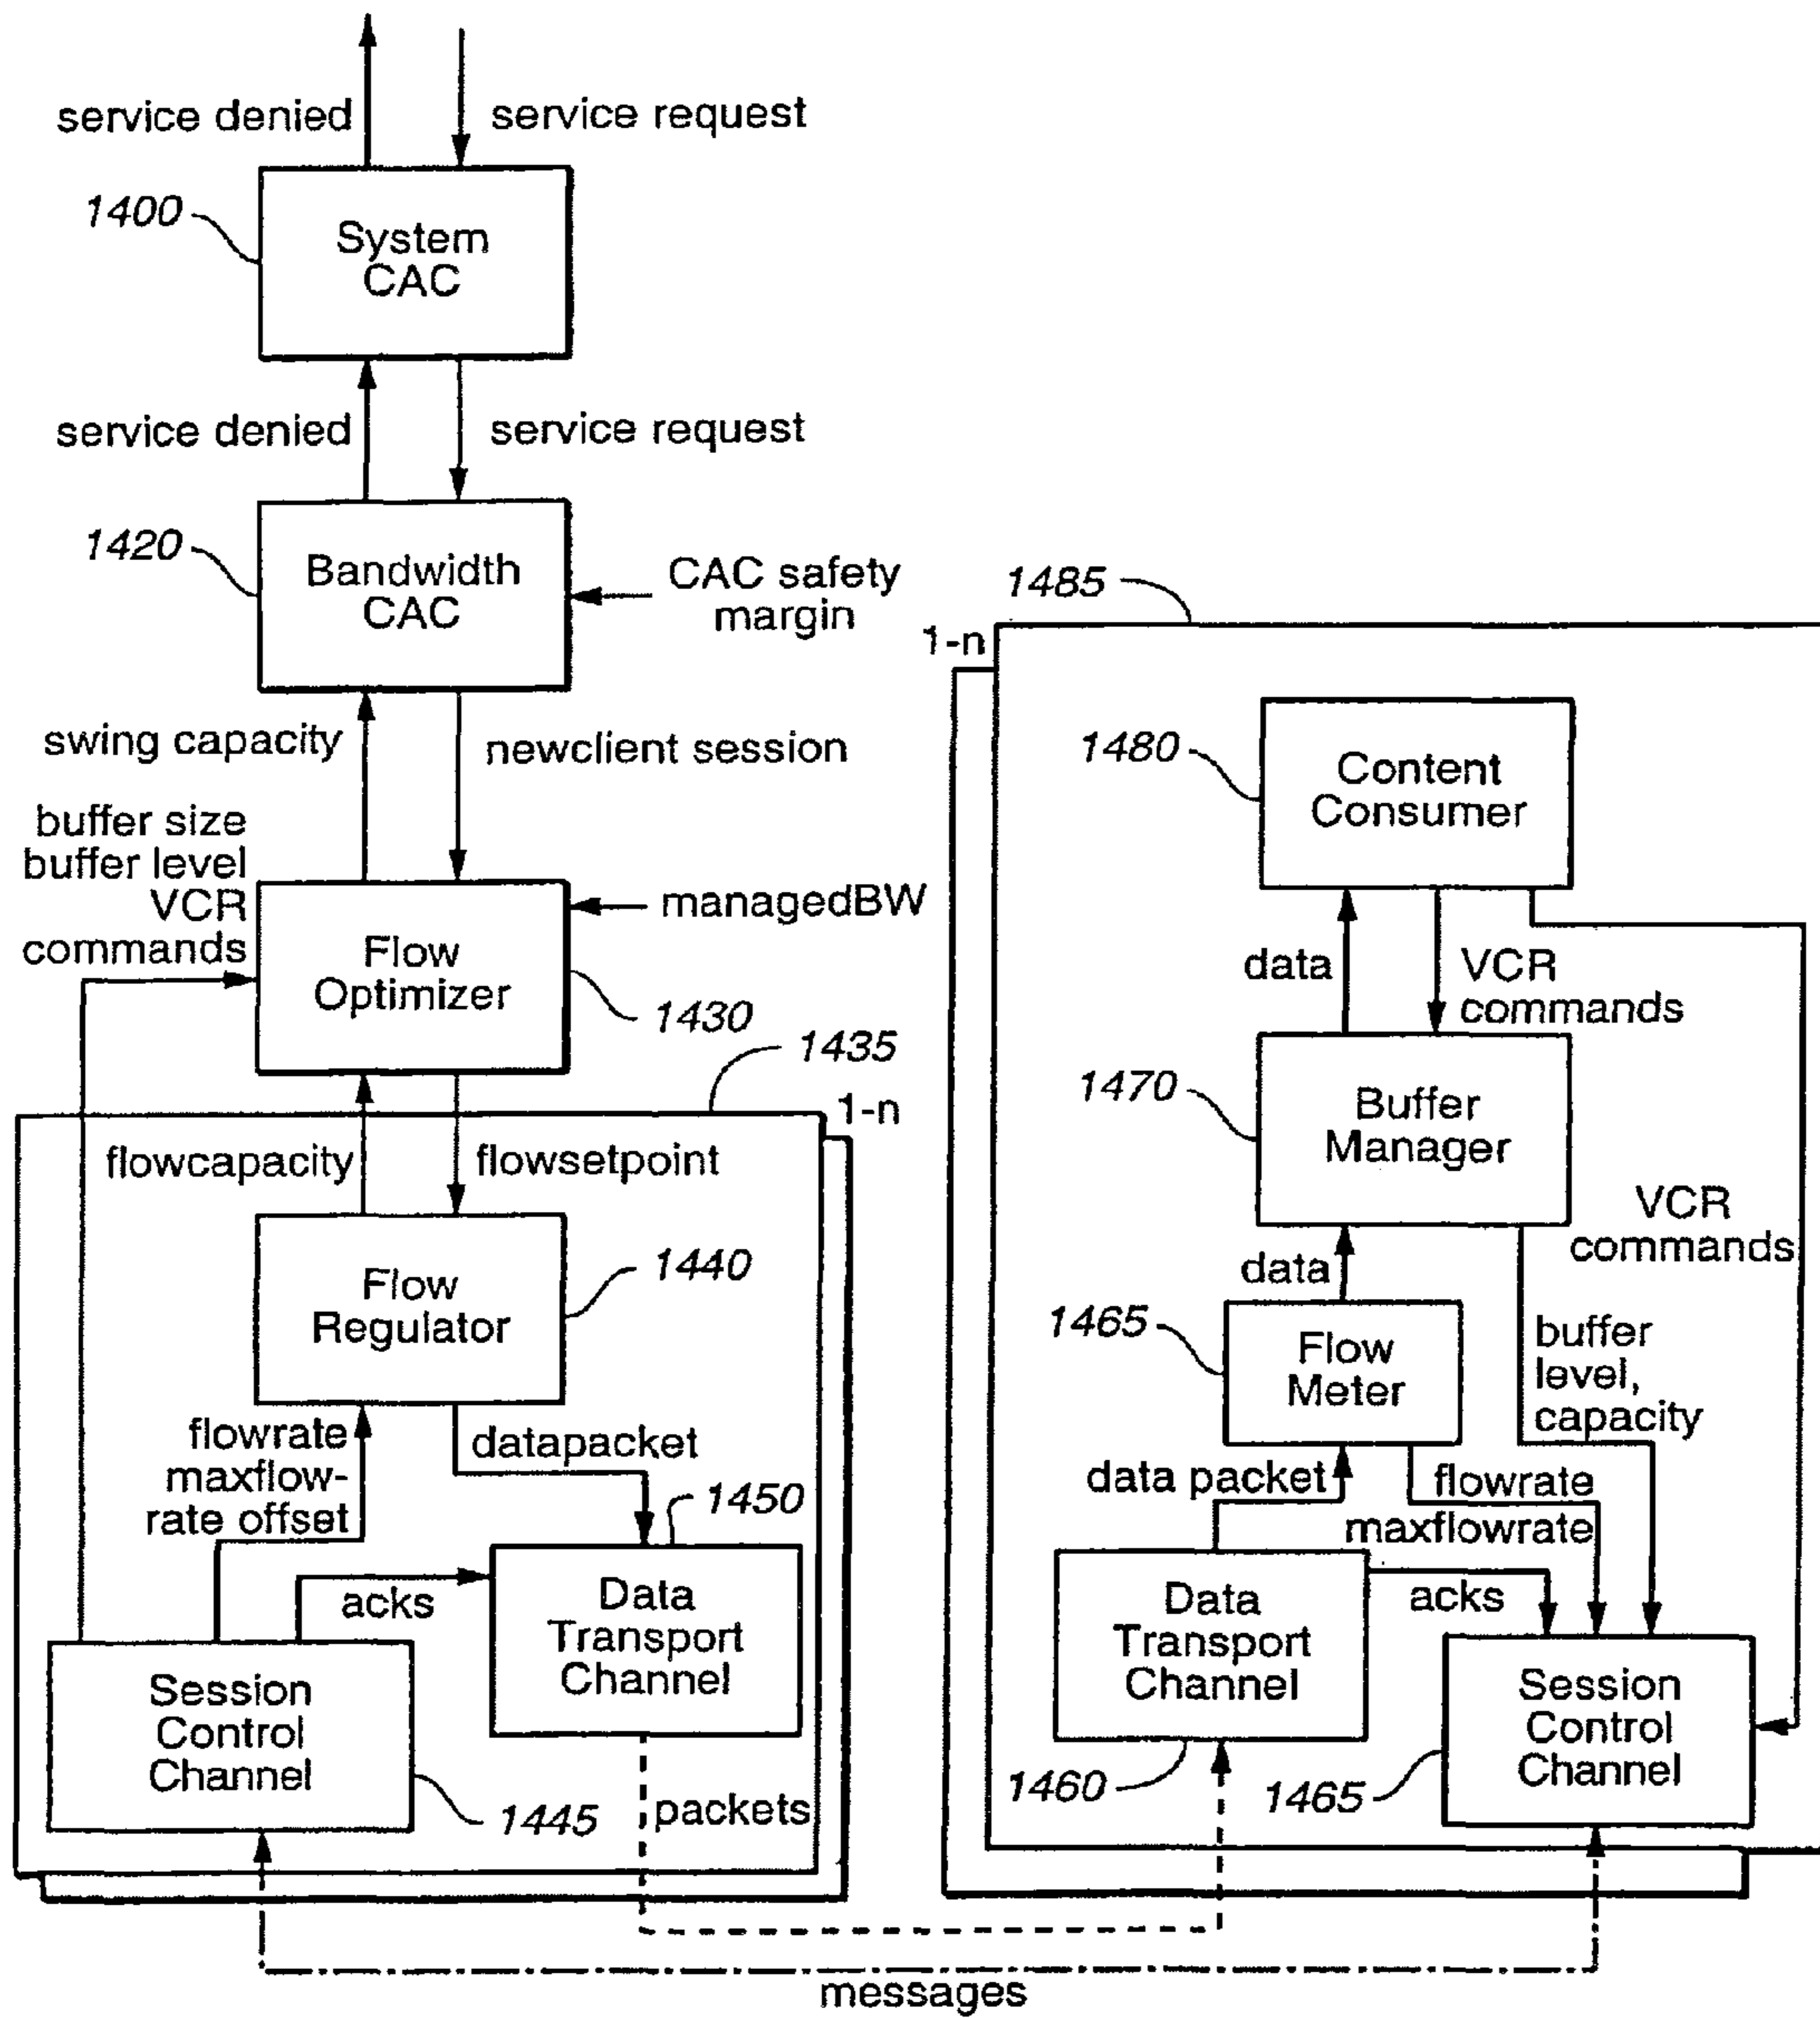 service denied
service request
1400
System
CAC
service denied
service request
1420
Bandwidth
CAC
CAC safety
margin
swing capacity
newclient session
buffer size
buffer level
VCR
commands
managedBW
Flow
Optimizer
1430
1435
1-n
flowcapacity
flowsetpoint
Flow
Regulator
1440
flowrate
maxflow-
rate offset
datapacket
1450
acks
Data
Transport
Channel
Session
Control
Channel
1445
packets
1485
1-n
1480
Content
Consumer
data
VCR
commands
1470
Buffer
Manager
VCR
commands
data
1465
Flow
Meter
buffer
level,
capacity
data packet
flowrate
maxflowrate
Data
Transport
Channel
acks
Session
Control
Channel
1460
1465
messages